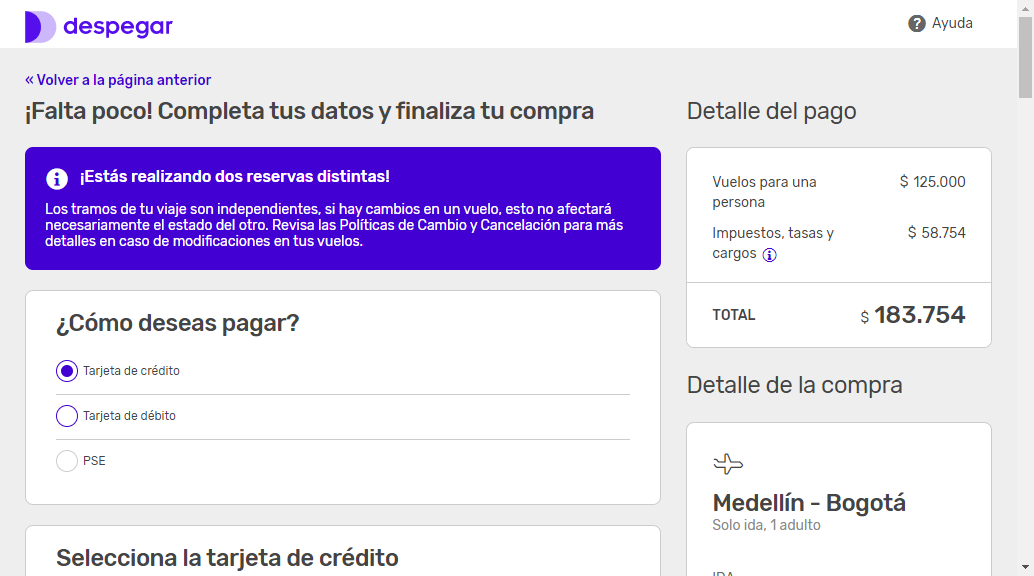 despegar
Ayuda
« Volver a la página anterior
¡Falta poco! Completa tus datos y finaliza tu compra
¡Estás realizando dos reservas distintas!
Los tramos de tu viaje son independientes, si hay cambios en un vuelo, esto no afectará
necesariamente el estado del otro. Revisa las Políticas de Cambio y Cancelación para más
detalles en caso de modificaciones en tus vuelos.
¿Cómo deseas pagar?
Tarjeta de crédito
Tarjeta de débito
PSE
Selecciona la tarjeta de crédito
Detalle del pago
Vuelos para una $ 125.000
persona
Impuestos, tasas y $ 58.754
cargos
TOTAL $ 183.754
Detalle de la compra
Medellín - Bogotá
Solo ida, 1 adulto
IDA